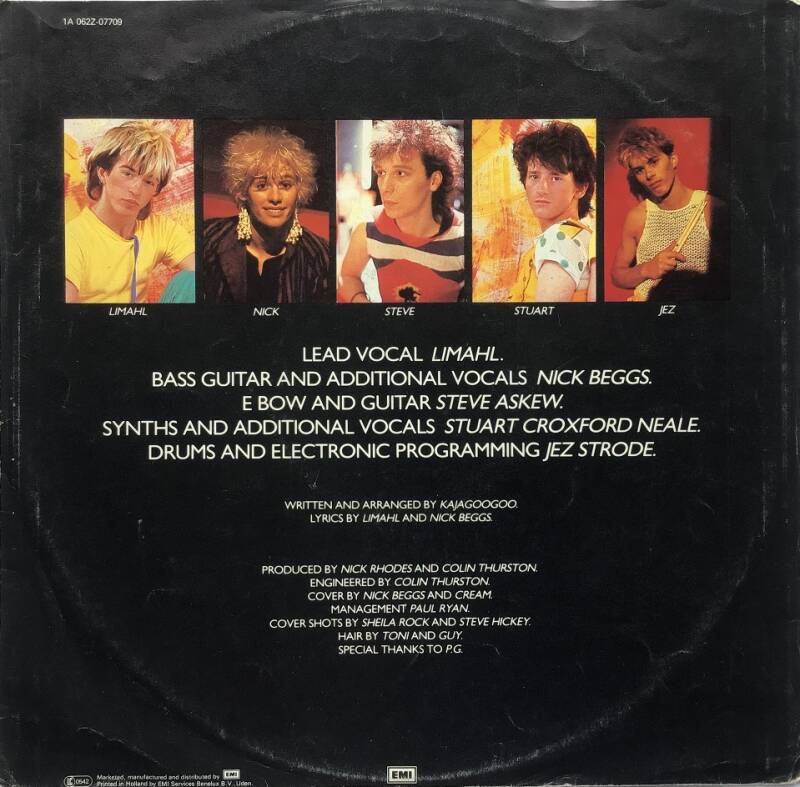 1A 062Z-07709
LIMAHL
NICK
STEVE
STUART
JEZ
LEAD VOCAL LIMAHL.
BASS GUITAR AND ADDITIONAL VOCALS NICK BEGGS.
E BOW AND GUITAR STEVE ASKEW.
SYNTHS AND ADDITIONAL VOCALS STUART CROXFORD NEALE.
DRUMS AND ELECTRONIC PROGRAMMING JEZ STRODE.
WRITTEN AND ARRANGED BY KAJAGOOGOO.
LYRICS BY LIMAHL AND NICK BEGGS.
PRODUCED BY NICK RHODES AND COLIN THURSTON.
ENGINEERED BY COLIN THURSTON.
COVER BY NICK BEGGS AND CREAM.
MANAGEMENT PAUL RYAN.
COVER SHOTS BY SHEILA ROCK AND STEVE HICKEY.
HAIR BY TONI AND GUY.
SPECIAL THANKS TO P.G.
0542
Marketed, manufactured and distributed by EMI
Printed in Holland by EMI Services Benelux B.V., Uden.
EMI